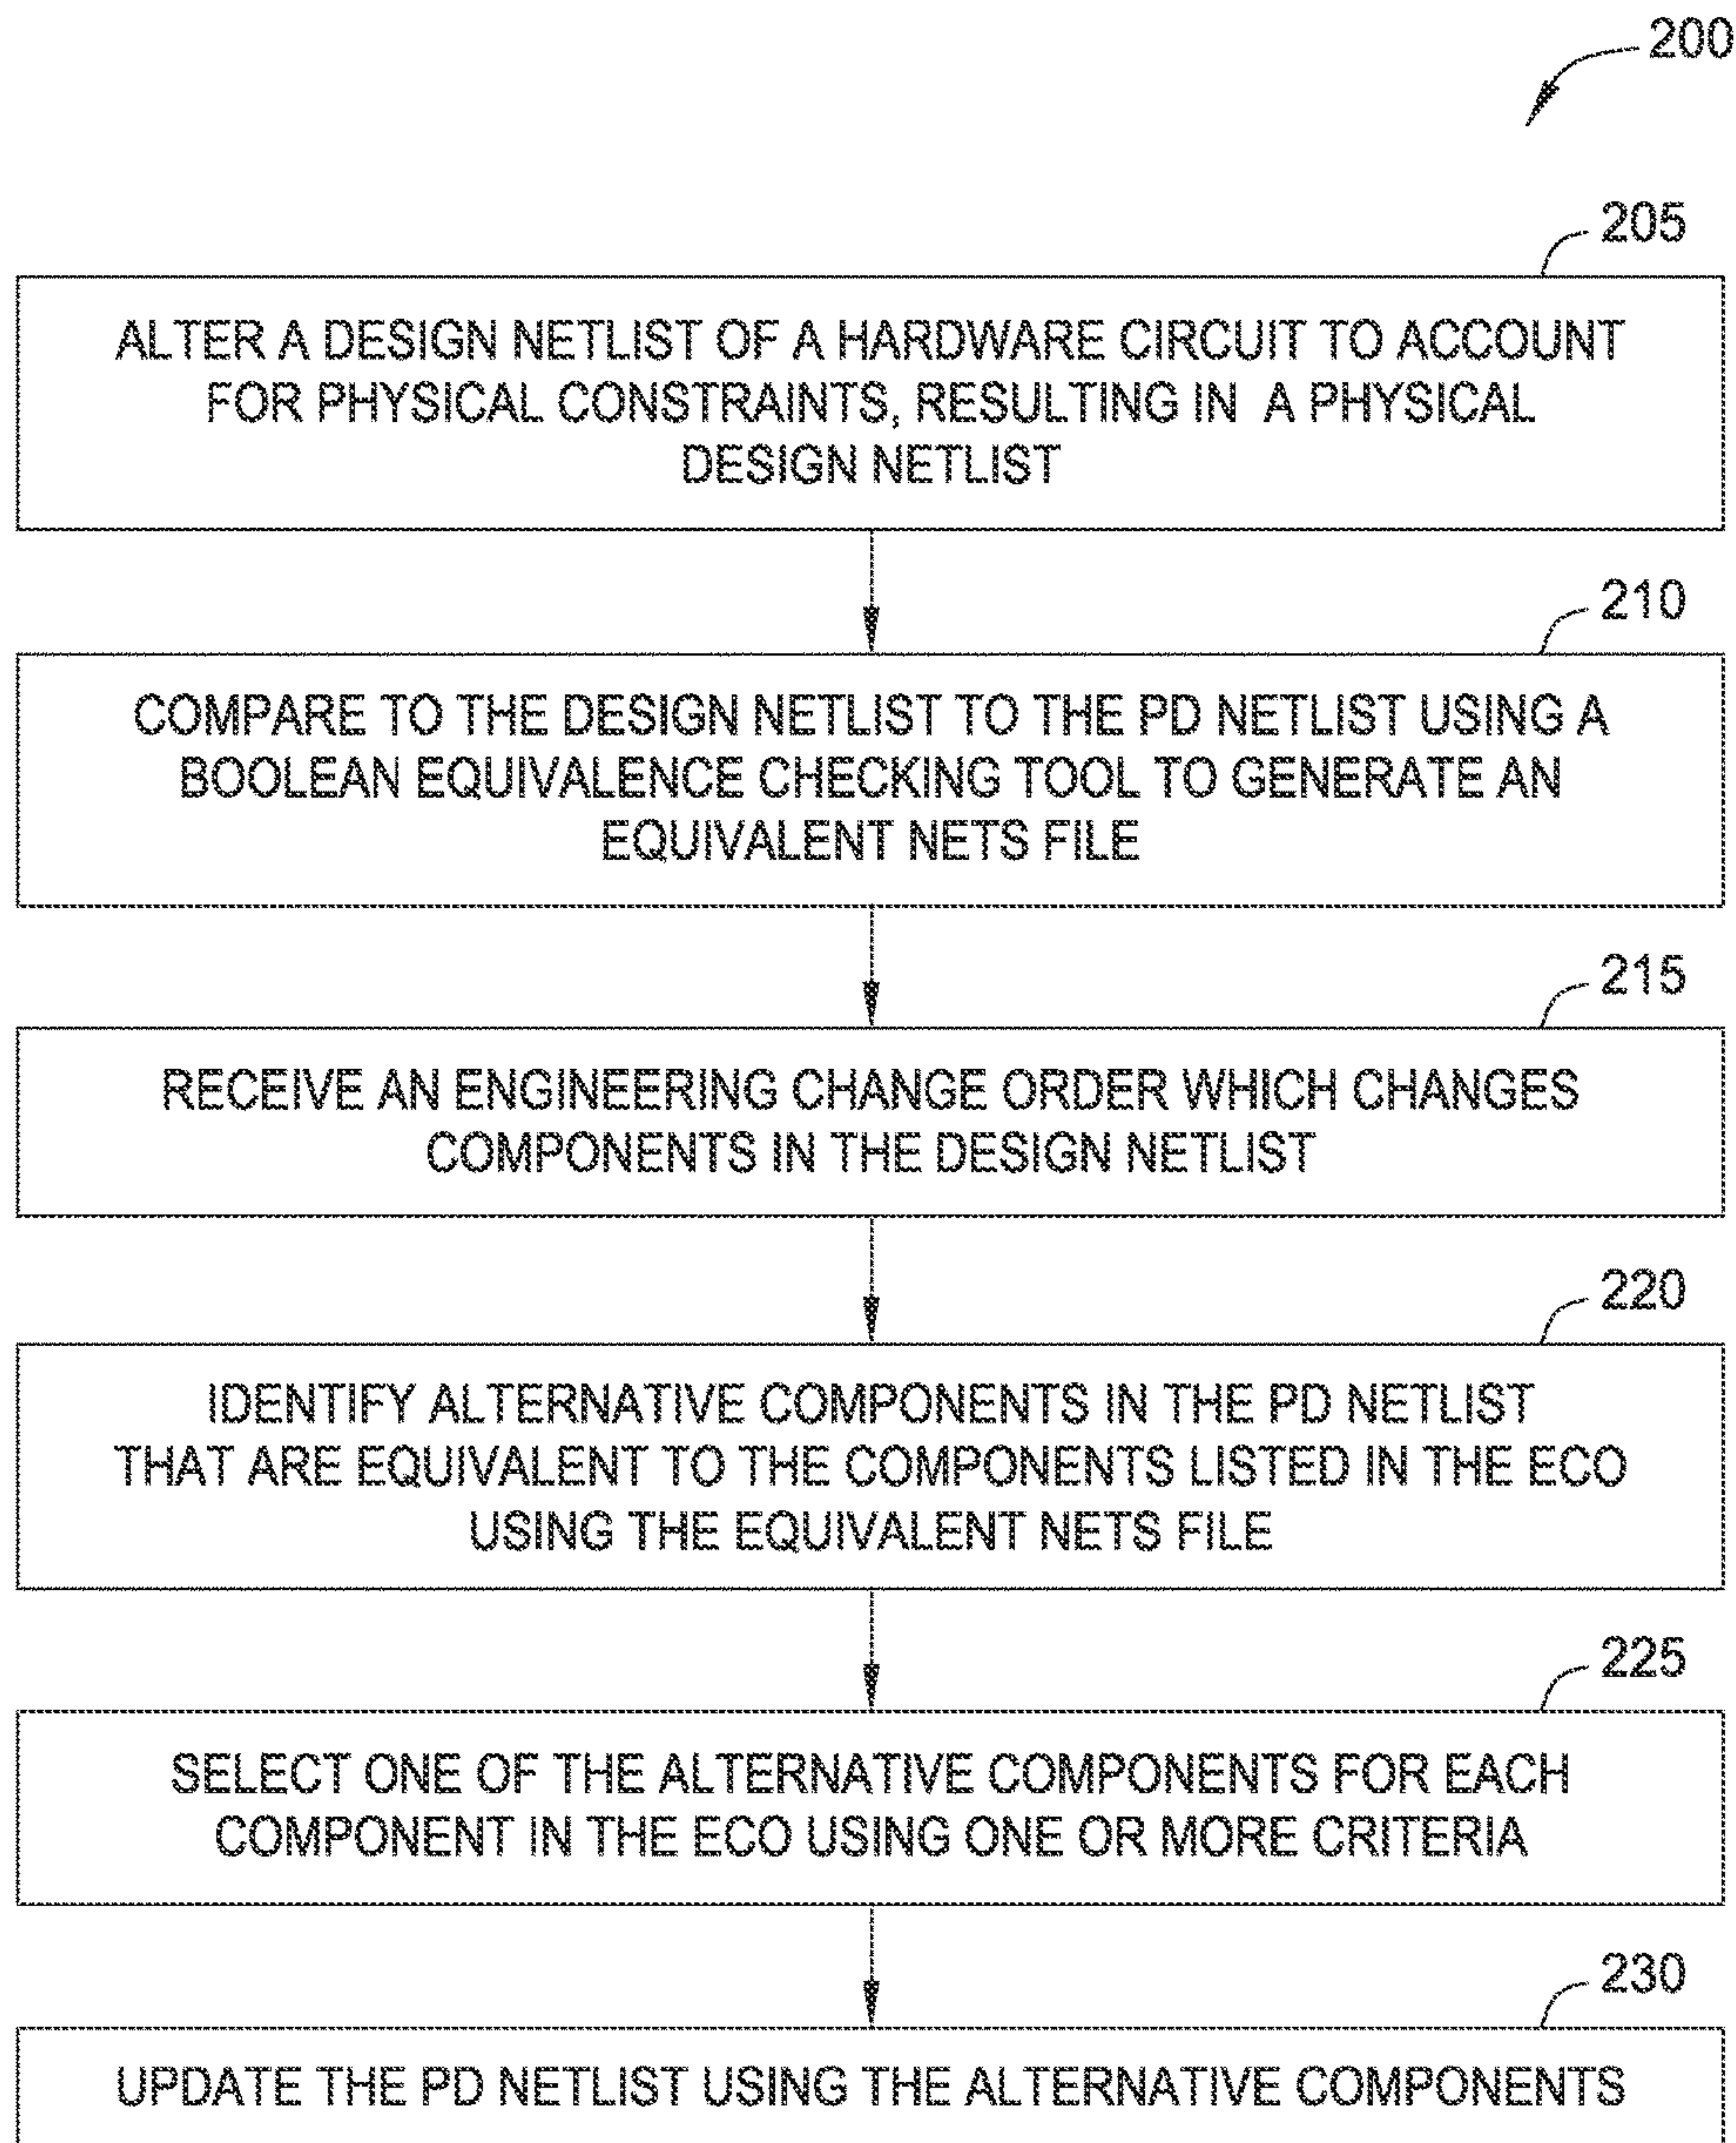 200
205
ALTER A DESIGN NETLIST OF A HARDWARE CIRCUIT TO ACCOUNT
FOR PHYSICAL CONSTRAINTS, RESULTING IN A PHYSICAL
DESIGN NETLIST
210
COMPARE TO THE DESIGN NETLIST TO THE PD NETLIST USING A
BOOLEAN EQUIVALENCE CHECKING TOOL TO GENERATE AN
EQUIVALENT NETS FILE
215
RECEIVE AN ENGINEERING CHANGE ORDER WHICH CHANGES
COMPONENTS IN THE DESIGN NETLIST
220
IDENTIFY ALTERNATIVE COMPONENTS IN THE PD NETLIST
THAT ARE EQUIVALENT TO THE COMPONENTS LISTED IN THE ECO
USING THE EQUIVALENT NETS FILE
225
SELECT ONE OF THE ALTERNATIVE COMPONENTS FOR EACH
COMPONENT IN THE ECO USING ONE OR MORE CRITERIA
230
UPDATE THE PD NETLIST USING THE ALTERNATIVE COMPONENTS